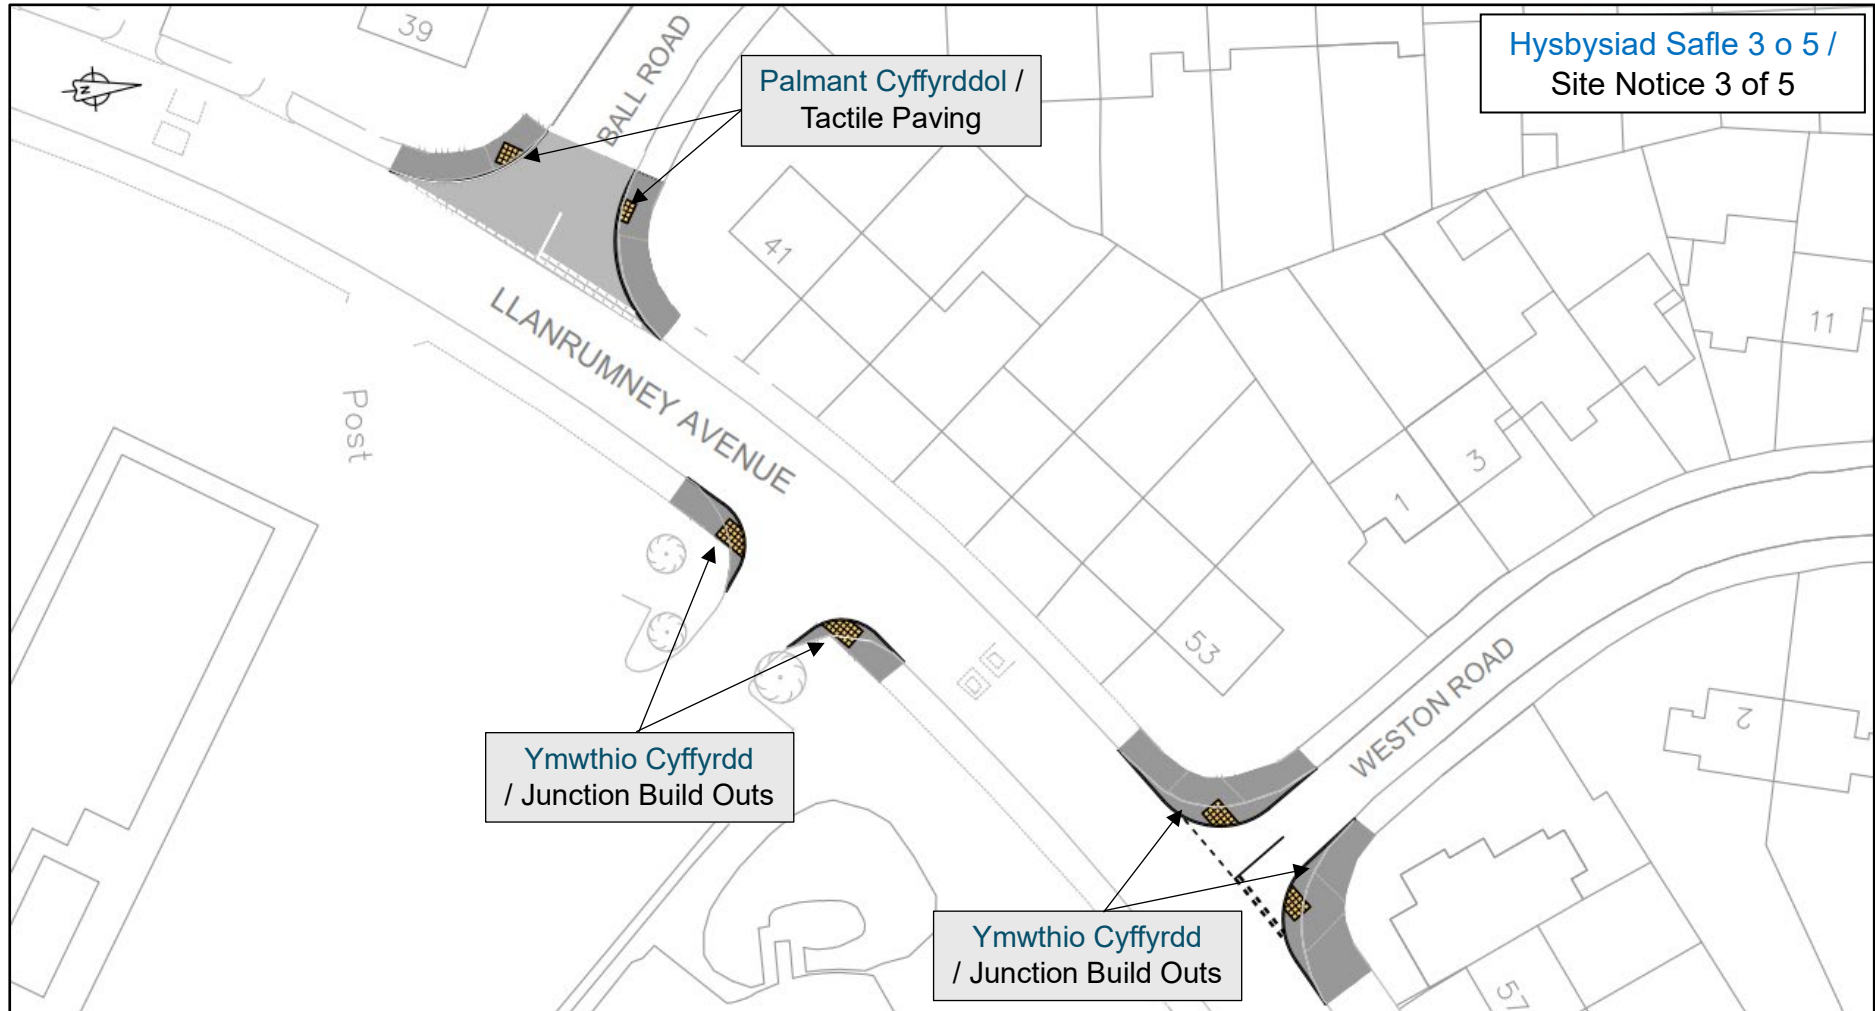 39
BALL ROAD
Palmant Cyffyrddol /
Tactile Paving
Hysbysiad Safle 3 o 5 /
Site Notice 3 of 5
N
41
LLANRUMNEY AVENUE
11
Post
3
1
53
WESTON ROAD
2
Ymwthio Cyffyrdd
/ Junction Build Outs
Ymwthio Cyffyrdd
/ Junction Build Outs
57